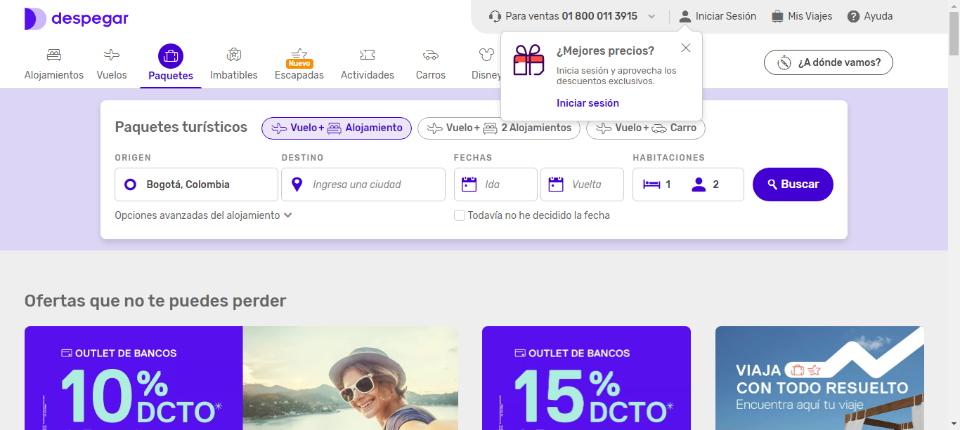 despegar
Para ventas 01 800 011 3915
Iniciar Sesión
Mis Viajes
Ayuda
Alojamientos
Vuelos
Paquetes
Imbatibles
Nuevo
Escapadas
Actividades
Carros
Disney
¿A dónde vamos?
¿Mejores precios?
Inicia sesión y aprovecha los
descuentos exclusivos.
Iniciar sesión
Paquetes turísticos
Vuelo + Alojamiento
Vuelo + 2 Alojamientos
Vuelo + Carro
ORIGEN
DESTINO
FECHAS
HABITACIONES
Bogotá, Colombia
Ingresa una ciudad
Ida
Vuelta
1
2
Buscar
Opciones avanzadas del alojamiento
Todavía no he decidido la fecha
Ofertas que no te puedes perder
OUTLET DE BANCOS
10%
DCTO*
OUTLET DE BANCOS
15%
DCTO*
VIAJA
CON TODO RESUELTO
Encuentra aquí tu viaje